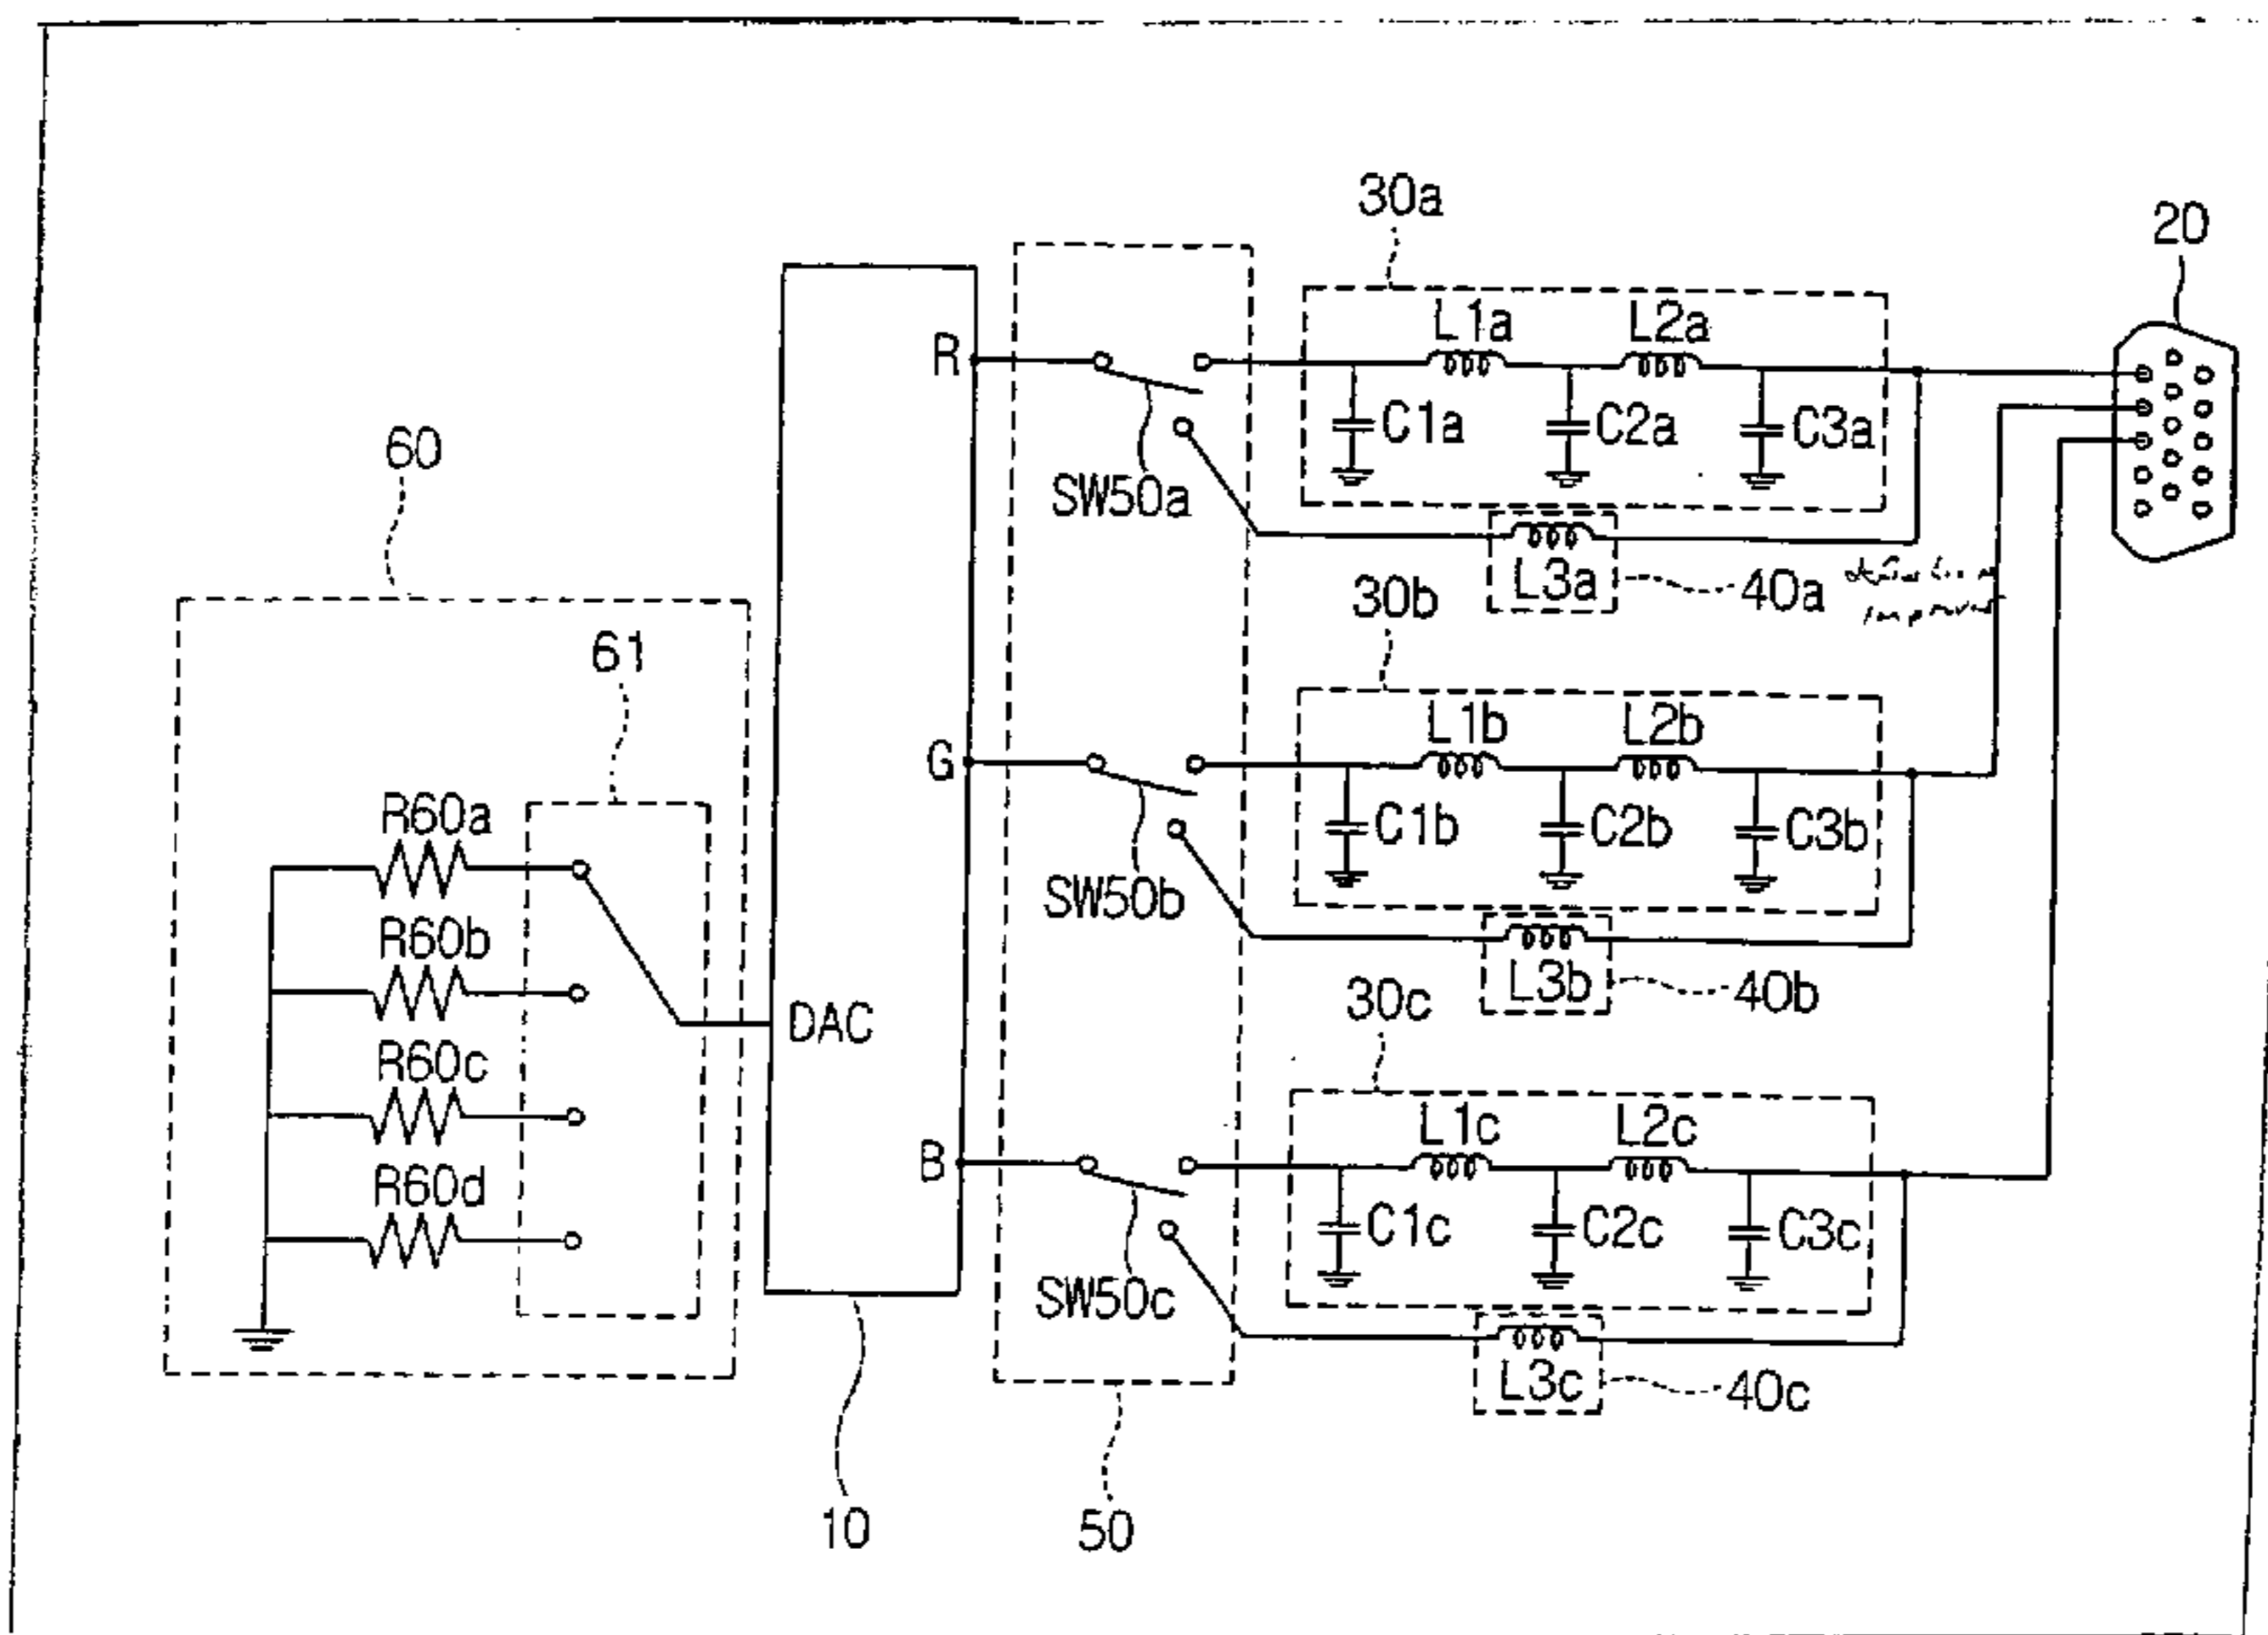 30a
20
L1a L2a
R
C1a C2a C3a
60
SW50a
L3a
40a
30b
61
L1b L2b
G
R60a
C1b C2b C3b
SW50b
R60b
L3b
40b
30c
DAC
R60c
L1c L2c
B
R60d
C1c C2c C3c
SW50c
L3c
40c
10
50